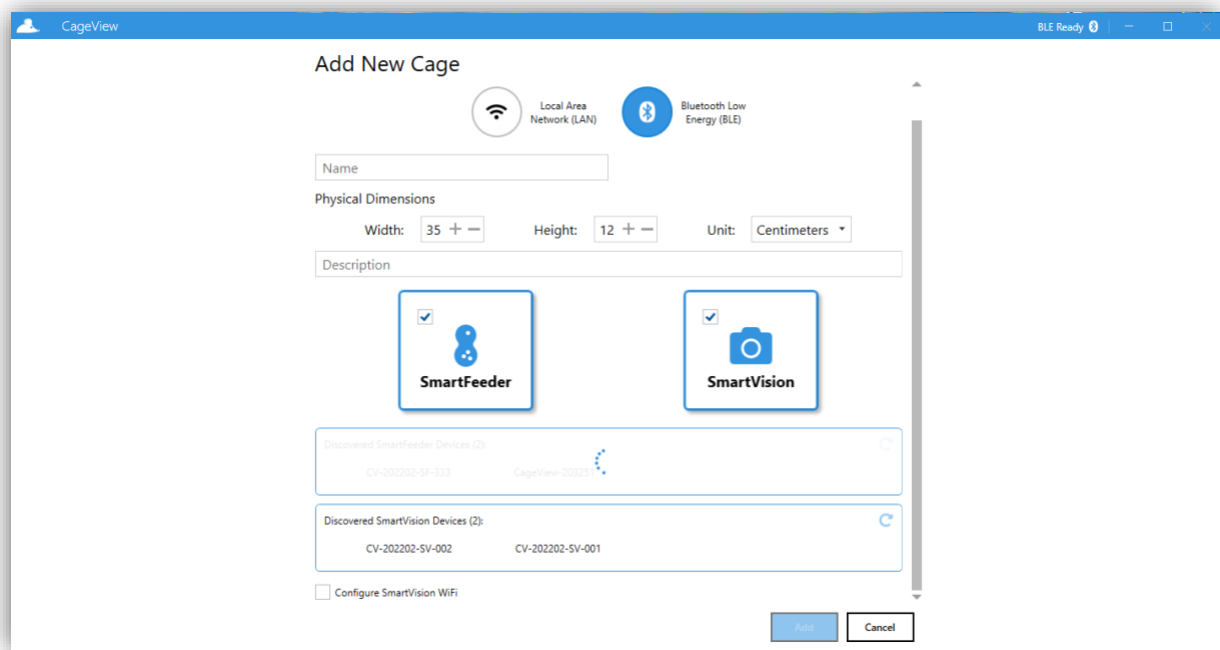 CageView
BLE Ready
Add New Cage
Local Area
Network (LAN)
Bluetooth Low
Energy (BLE)
Name
Physical Dimensions
Width: 35 + − Height: 12 + − Unit: Centimeters
Description
SmartFeeder
SmartVision
Discovered SmartFeeder Devices (2):
CV-202202-SF-333
Discovered SmartVision Devices (2):
CV-202202-SV-002 CV-202202-SV-001
Configure SmartVision WiFi
Add Cancel